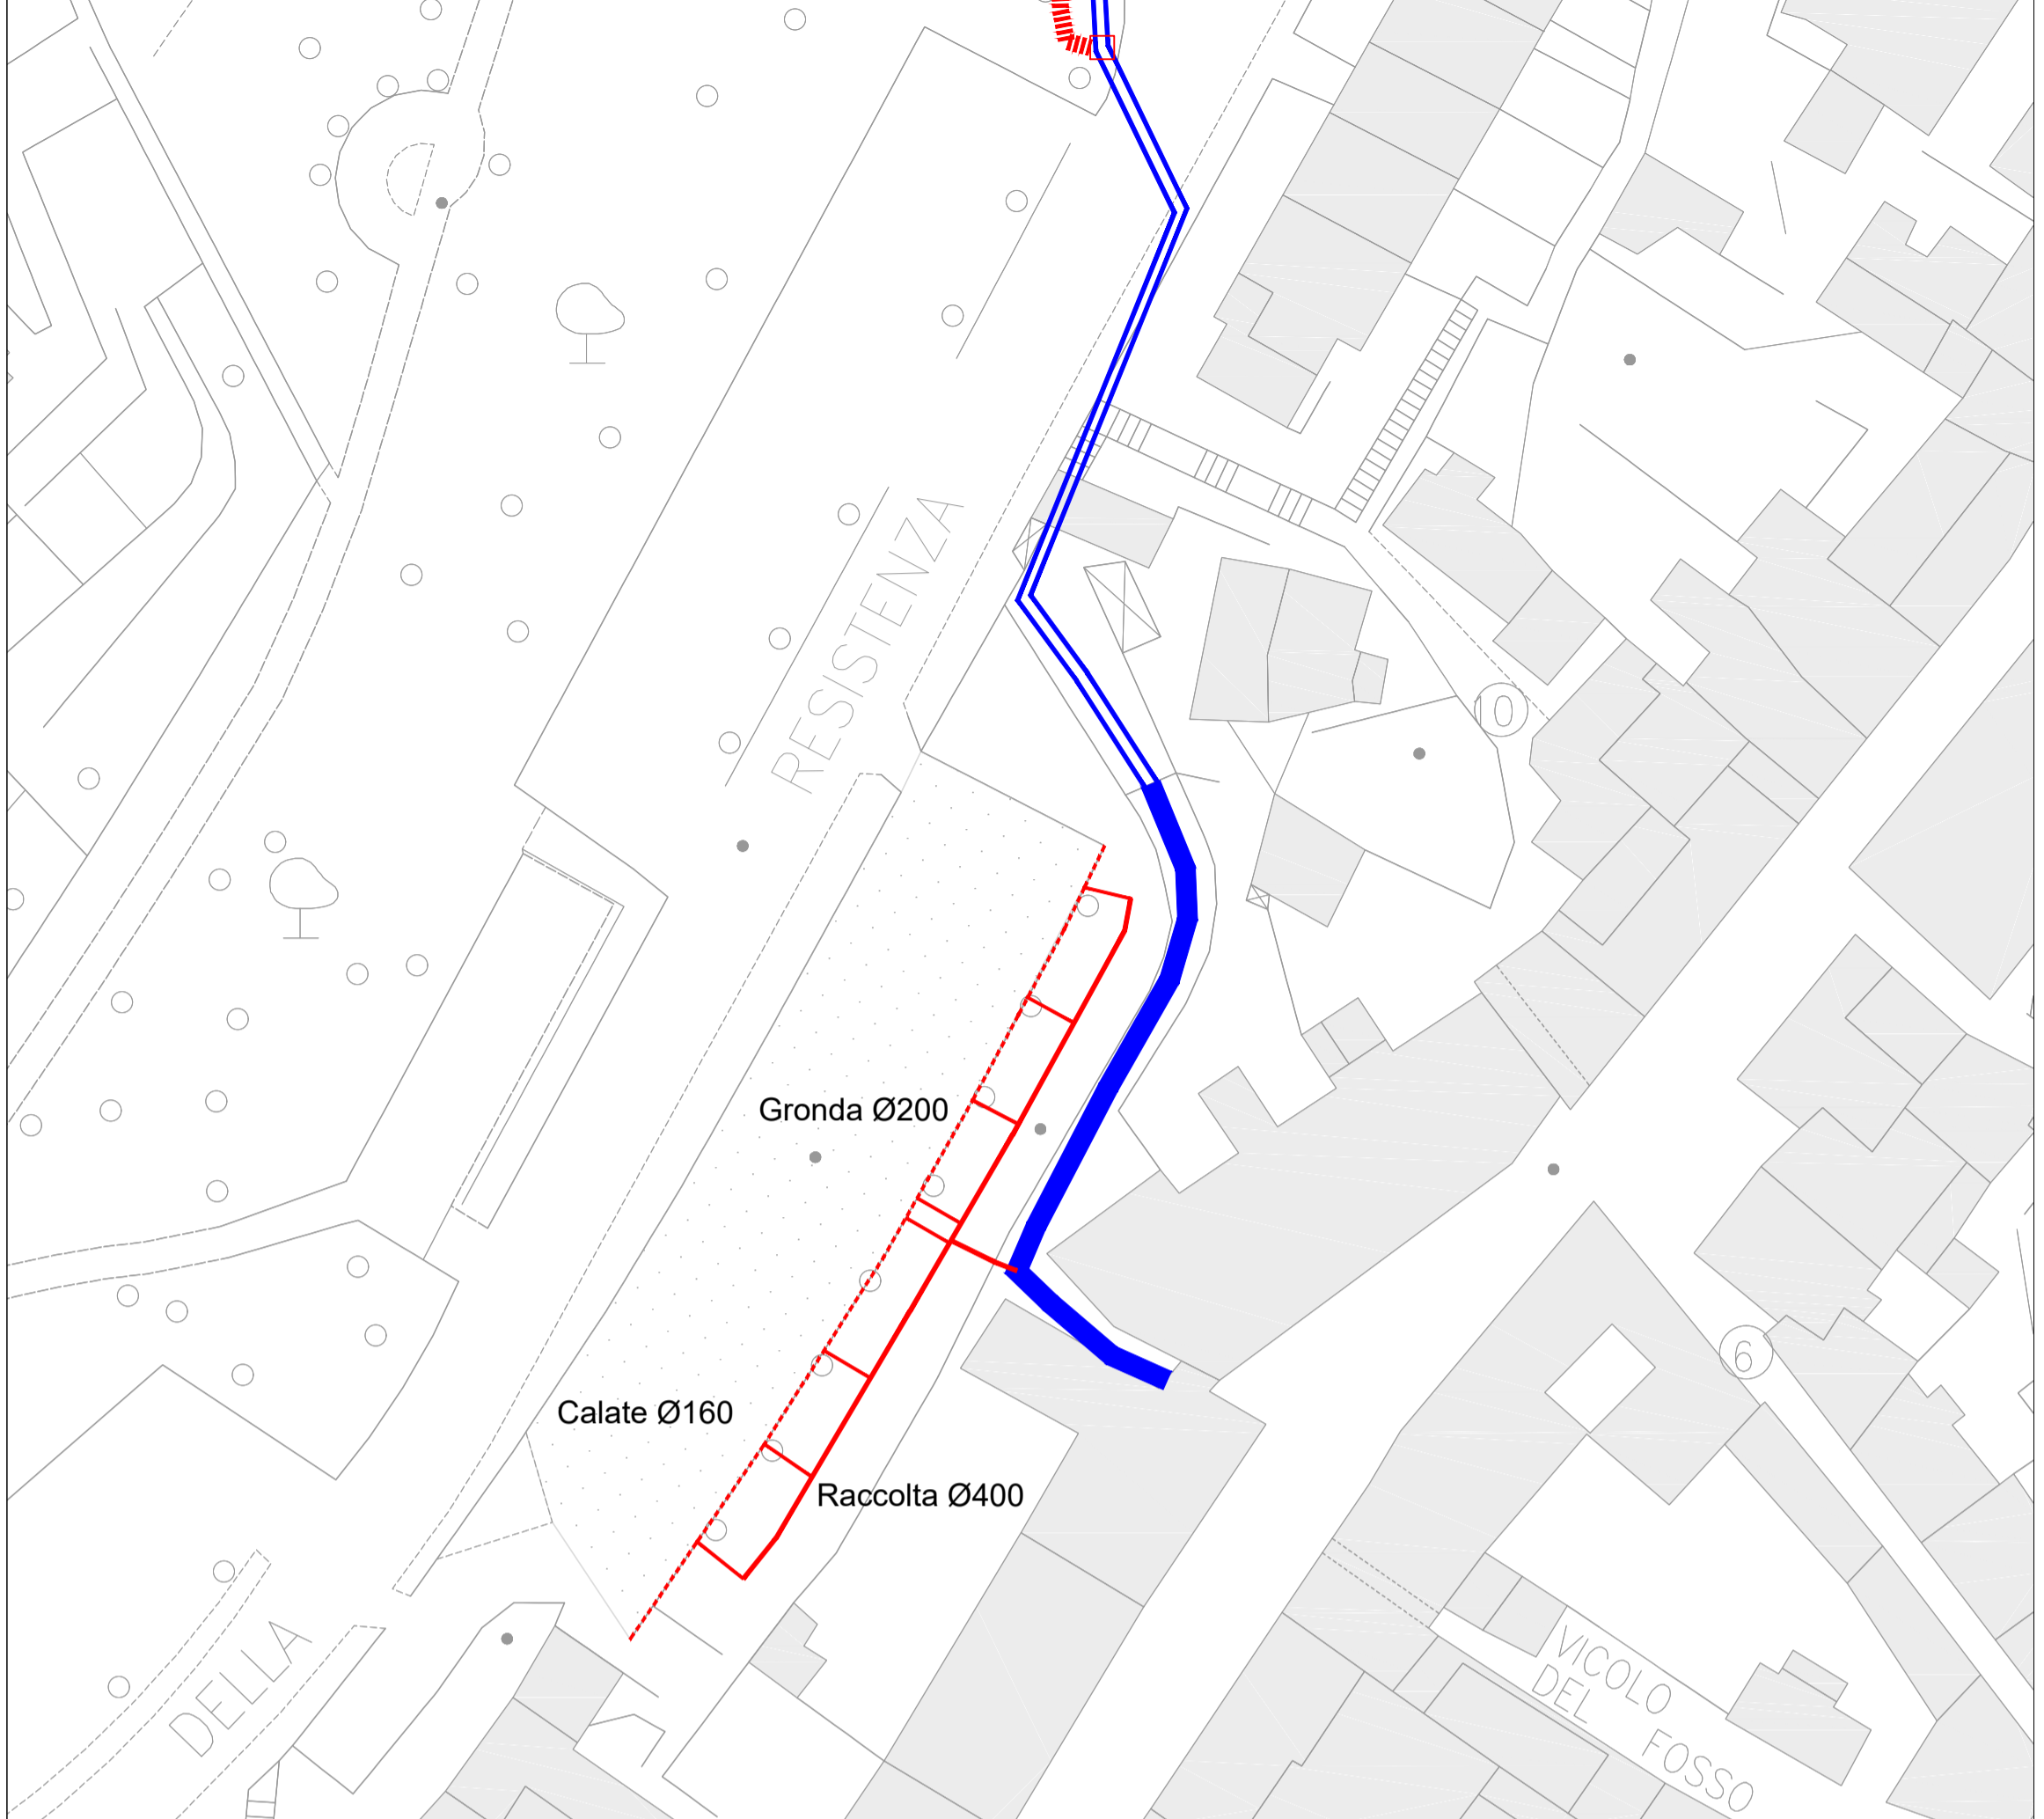 RESISTENZA
10
Gronda Ø200
6
Calate Ø160
Raccolta Ø400
DELLA
VICOLO
DEL FOSSO